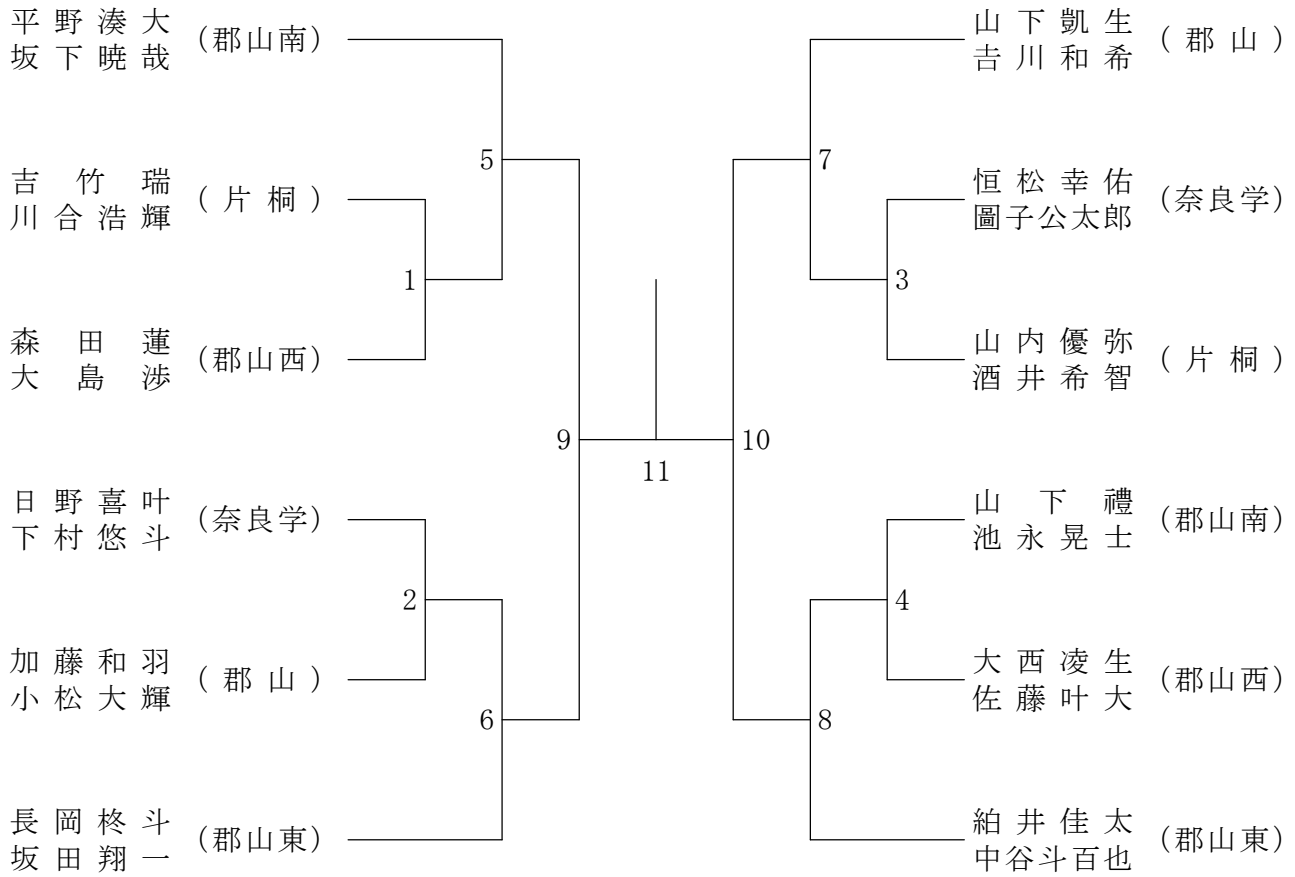 平野湊大
坂下暁哉
(郡山南)
吉竹瑞
川合浩輝
(片桐)
森田蓮
大島渉
(郡山西)
日野喜叶
下村悠斗
(奈良学)
加藤和羽
小松大輝
(郡山)
長岡柊斗
坂田翔一
(郡山東)
5
1
2
6
9
11
10
7
3
4
8
山下凱生
𠮷川和希
(郡山)
恒松幸佑
圖子公太郎
(奈良学)
山内優弥
酒井希智
(片桐)
山下禮
池永晃士
(郡山南)
大西凌生
佐藤叶大
(郡山西)
紬井佳太
中谷斗百也
(郡山東)